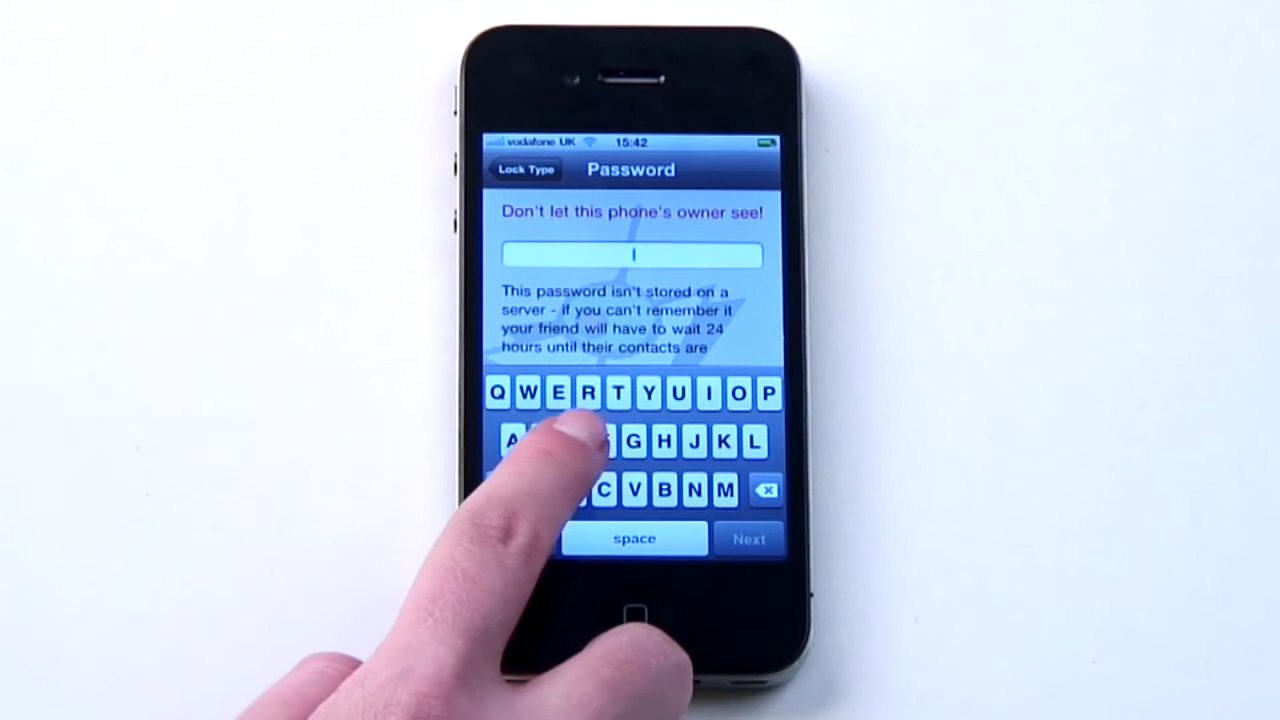 vodafone UK 15:42
Lock Type Password
Don't let this phone's owner see!
This password isn't stored on a
server - if you can't remember it
your friend will have to wait 24
hours until their contacts are
Q W E R T Y U I O P
A G H J K L
C V B N M
space Next